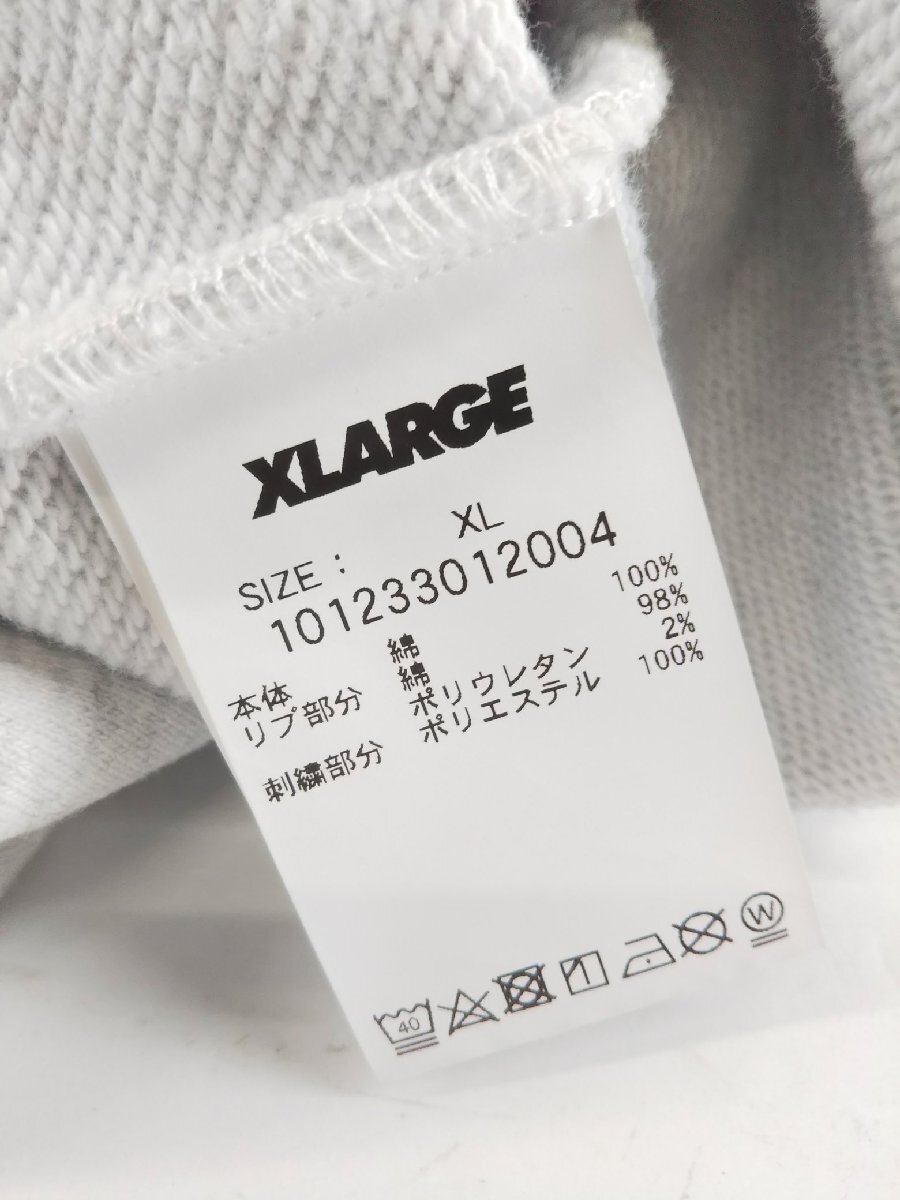 XLARGE
SIZE : XL
101233012004
本体 綿 100%
リブ部分 綿 98%
ポリウレタン 2%
刺繍部分 ポリエステル 100%
40
W